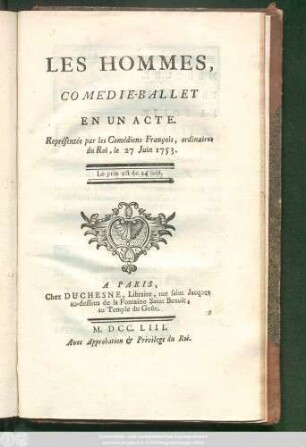 LES HOMMES,
COMEDIE-BALLET
EN UN ACTE.
Représentée par les Comédiens François, ordinaires
du Roi, le 27 Juin 1753.
Le prix est de 24 sols.
A PARIS,
Chez DUCHESNE, Libraire, rue saint Jacques
au-dessous de la Fontaine Saint Benoît,
au Temple du Goût.
M. DCC. LIII.
Avec Approbation & Privilege du Roi.